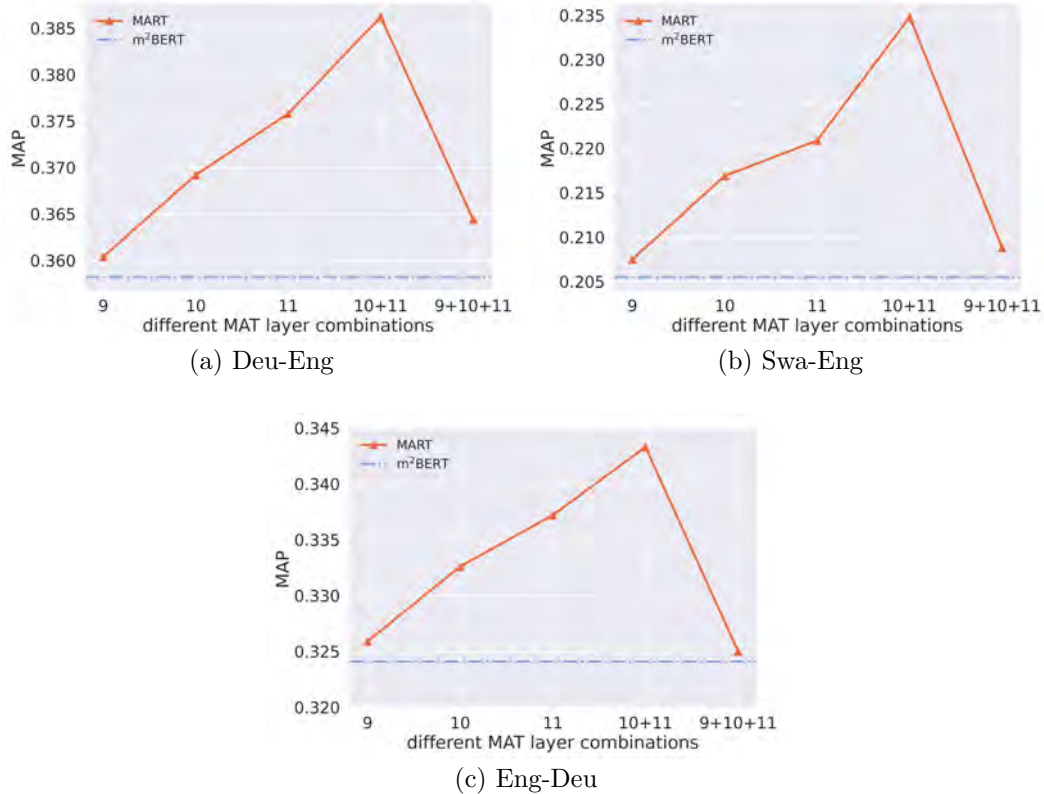 MART
m²BERT
0.385
0.380
0.375
0.370
0.365
0.360
MAP
9 10 11 10+11 9+10+11
different MAT layer combinations
(a) Deu-Eng
MART
m²BERT
0.235
0.230
0.225
0.220
0.215
0.210
0.205
MAP
9 10 11 10+11 9+10+11
different MAT layer combinations
(b) Swa-Eng
MART
m²BERT
0.345
0.340
0.335
0.330
0.325
0.320
MAP
9 10 11 10+11 9+10+11
different MAT layer combinations
(c) Eng-Deu